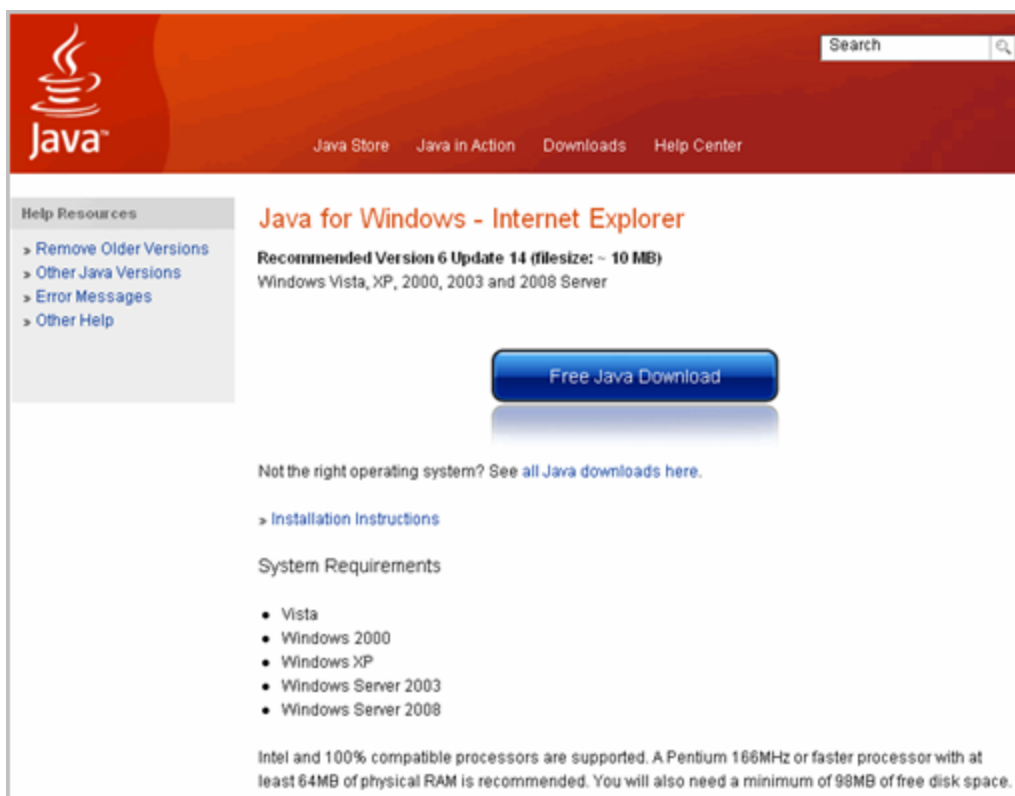 Java™
Search
Java Store Java in Action Downloads Help Center
Help Resources
» Remove Older Versions
» Other Java Versions
» Error Messages
» Other Help
Java for Windows - Internet Explorer
Recommended Version 6 Update 14 (filesize: ~ 10 MB)
Windows Vista, XP, 2000, 2003 and 2008 Server
Free Java Download
Not the right operating system? See all Java downloads here.
» Installation Instructions
System Requirements
• Vista
• Windows 2000
• Windows XP
• Windows Server 2003
• Windows Server 2008
Intel and 100% compatible processors are supported. A Pentium 166MHz or faster processor with at
least 64MB of physical RAM is recommended. You will also need a minimum of 98MB of free disk space.